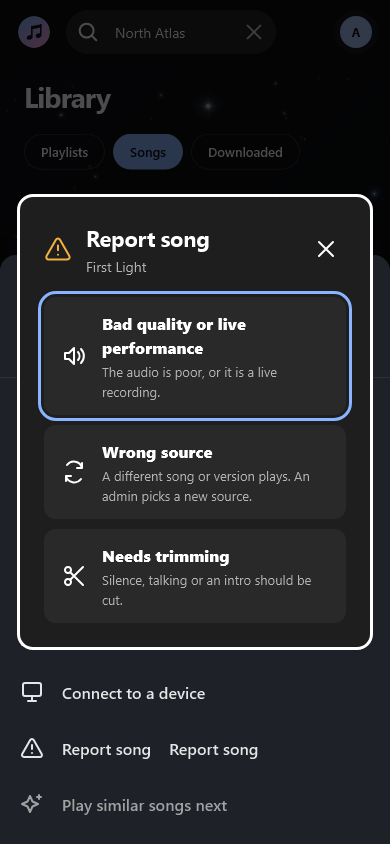 North Atlas
A
Library
Playlists
Songs
Downloaded
Report song
First Light
Bad quality or live
performance
The audio is poor, or it is a live
recording.
Wrong source
A different song or version plays. An
admin picks a new source.
Needs trimming
Silence, talking or an intro should be
cut.
Connect to a device
Report song Report song
Play similar songs next